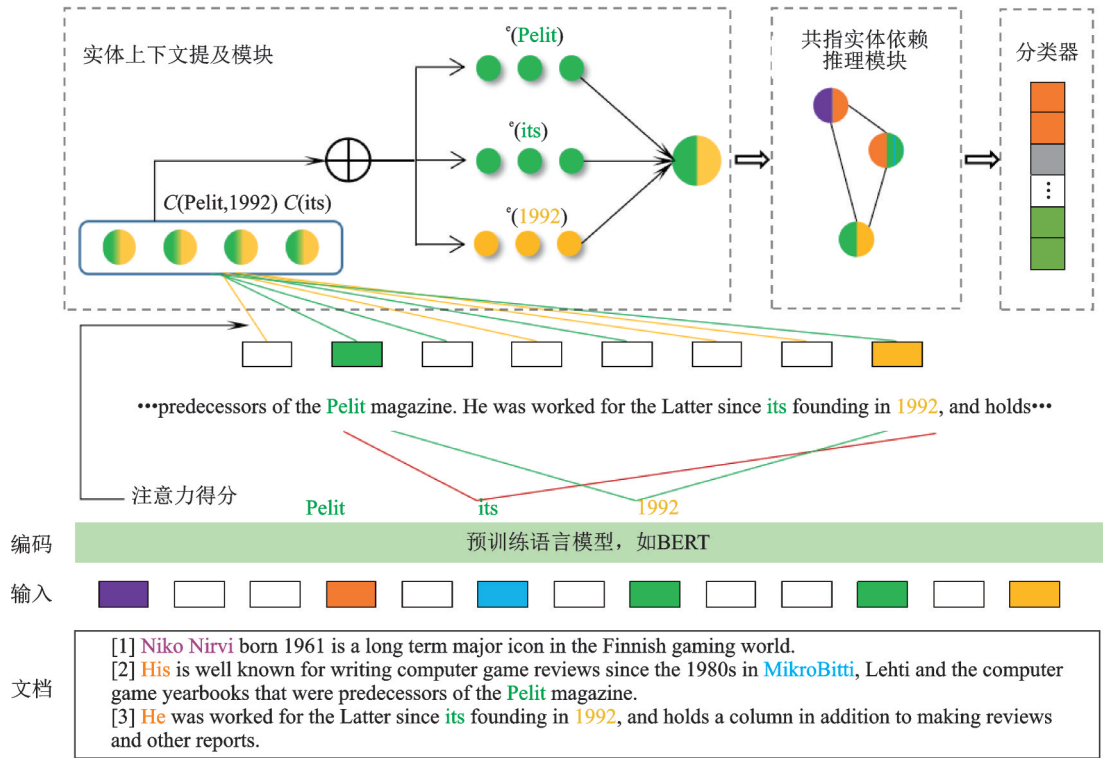 实体上下文提及模块
e(Pelit)
e(its)
e(1992)
C(Pelit,1992) C(its)
共指实体依赖
推理模块
分类器
⋮
•••predecessors of the Pelit magazine. He was worked for the Latter since its founding in 1992, and holds•••
注意力得分
Pelit its 1992
编码
预训练语言模型，如BERT
输入
文档
[1] Niko Nirvi born 1961 is a long term major icon in the Finnish gaming world.
[2] His is well known for writing computer game reviews since the 1980s in MikroBitti, Lehti and the computer
game yearbooks that were predecessors of the Pelit magazine.
[3] He was worked for the Latter since its founding in 1992, and holds a column in addition to making reviews
and other reports.